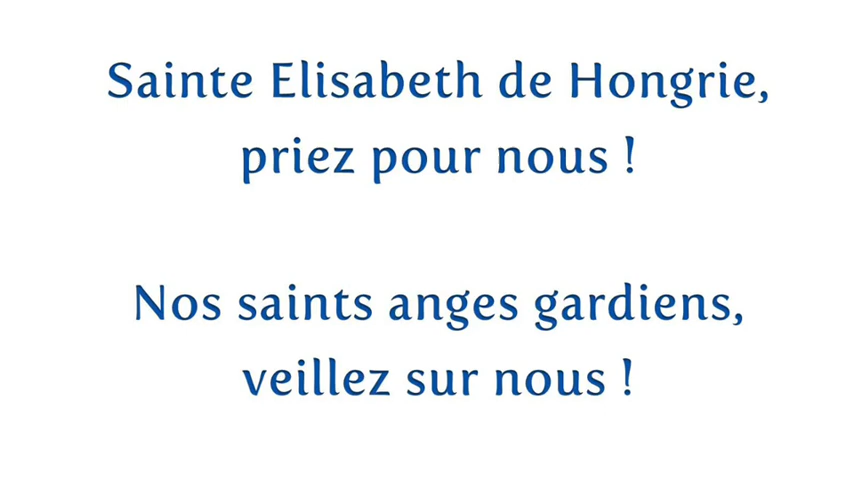 Sainte Elisabeth de Hongrie,
priez pour nous !
Nos saints anges gardiens,
veillez sur nous !